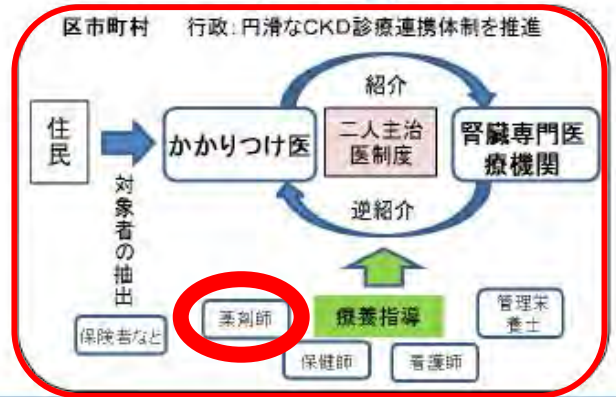 区市町村　行政：円滑なCKD診療連携体制を推進
住
民
対
象
者
の
抽
出
かかりつけ医
紹介
二人主治
医制度
逆紹介
腎臓専門医
療機関
保険者など
薬剤師
療養指導
保健師
看護師
管理栄
養士